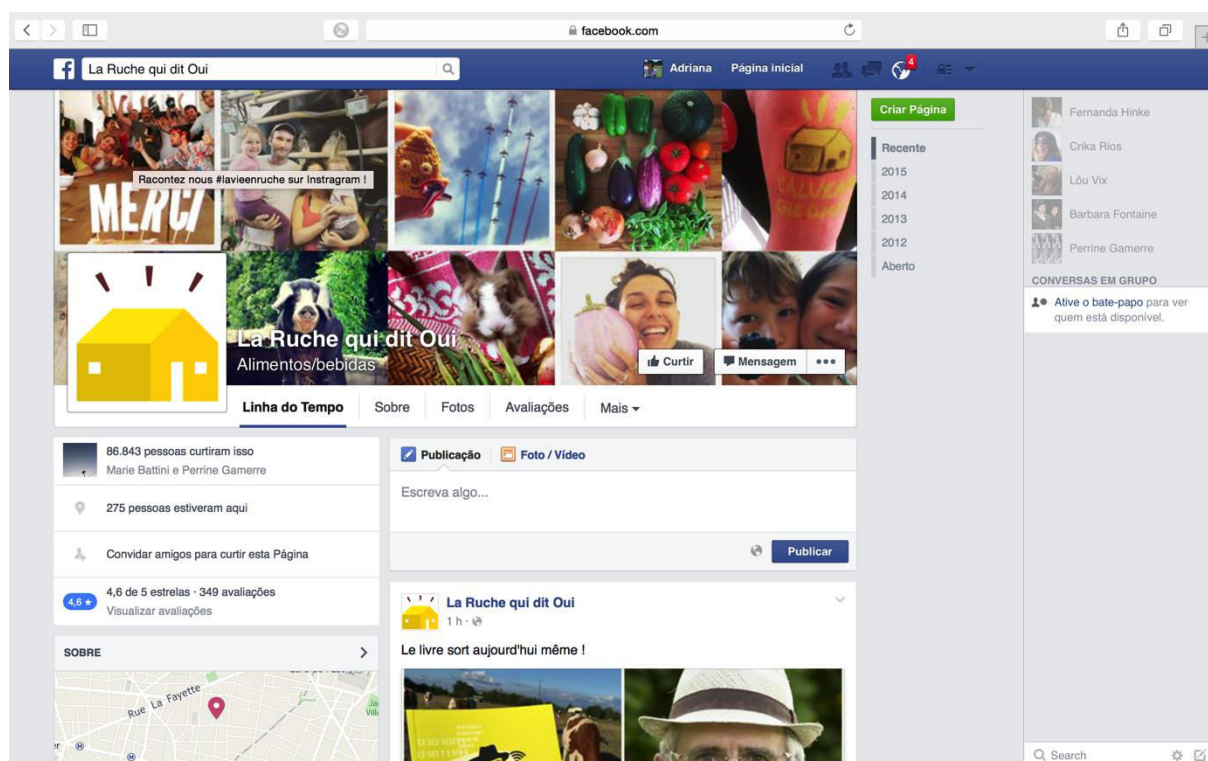 facebook.com
La Ruche qui dit Oui
Adriana Página inicial
4
Racontez nous #lavieenruche sur Instragram !
MERCI
La Ruche qui dit Oui
Alimentos/bebidas
Curtir
Mensagem
Linha do Tempo Sobre Fotos Avaliações Mais
Criar Página
Recente
2015
2014
2013
2012
Aberto
Fernanda Hinke
Crika Rios
Lôu Vix
Barbara Fontaine
Perrine Gamerre
CONVERSAS EM GRUPO
Ative o bate-papo para ver
quem está disponível.
86.843 pessoas curtiram isso
Marie Battini e Perrine Gamerre
275 pessoas estiveram aqui
Convidar amigos para curtir esta Página
4,6 ★
4,6 de 5 estrelas · 349 avaliações
Visualizar avaliações
SOBRE
Rue La Fayette
Publicação Foto / Vídeo
Escreva algo...
Publicar
La Ruche qui dit Oui
1 h ·
Le livre sort aujourd'hui même !
Search